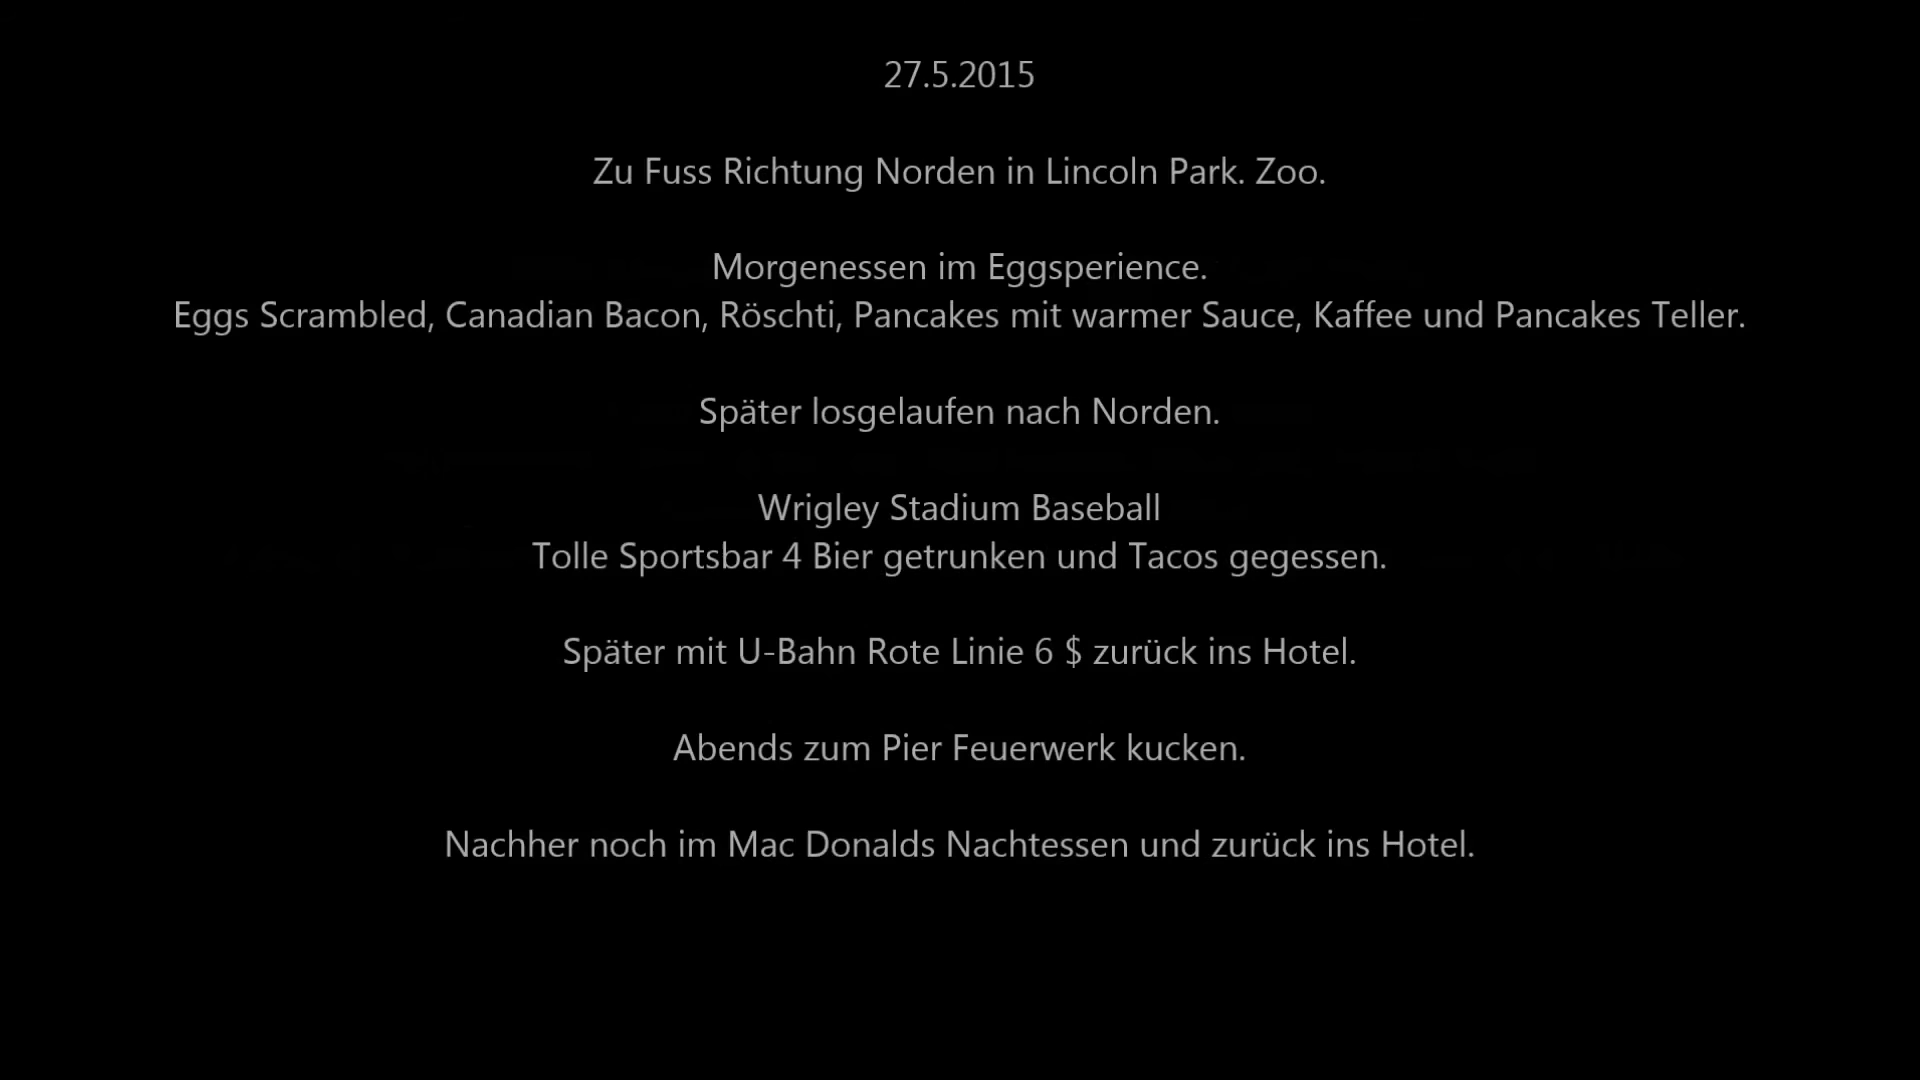 27.5.2015
Zu Fuss Richtung Norden in Lincoln Park. Zoo.
Morgenessen im Eggsperience.
Eggs Scrambled, Canadian Bacon, Röschti, Pancakes mit warmer Sauce, Kaffee und Pancakes Teller.
Später losgelaufen nach Norden.
Wrigley Stadium Baseball
Tolle Sportsbar 4 Bier getrunken und Tacos gegessen.
Später mit U-Bahn Rote Linie 6 $ zurück ins Hotel.
Abends zum Pier Feuerwerk kucken.
Nachher noch im Mac Donalds Nachtessen und zurück ins Hotel.